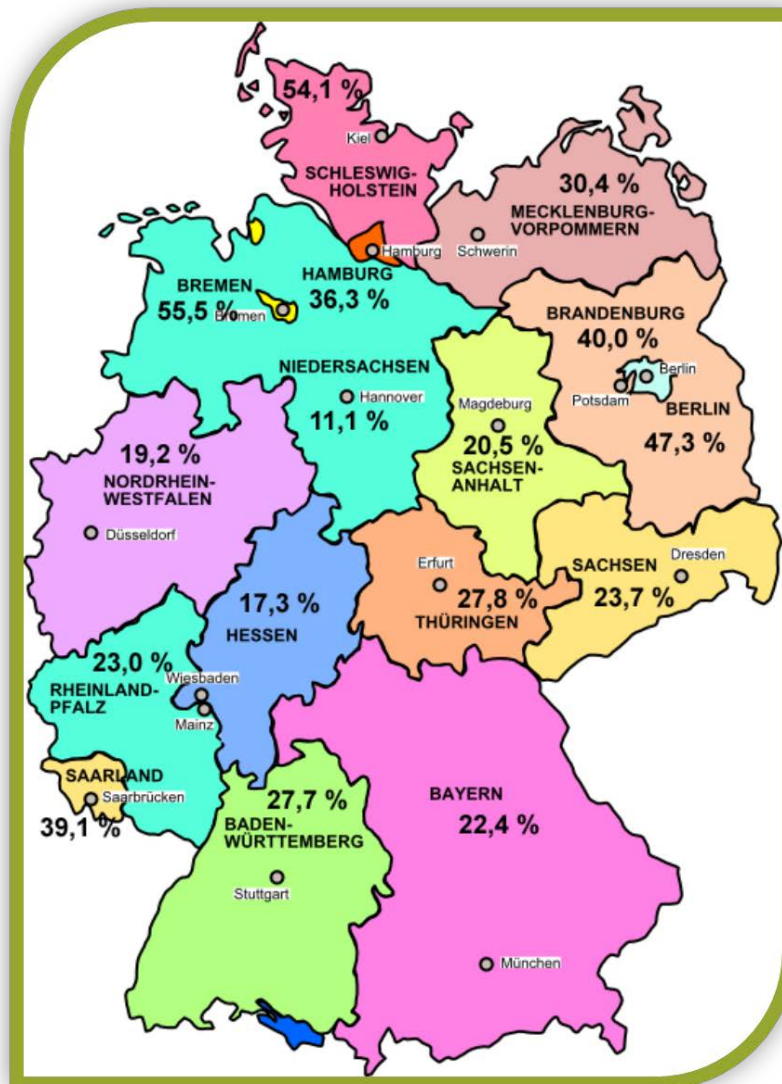 54,1 %
Kiel
SCHLESWIG-
HOLSTEIN
30,4 %
MECKLENBURG-
VORPOMMERN
Schwerin
Hamburg
HAMBURG
36,3 %
BREMEN
55,5 %
Bremen
BRANDENBURG
40,0 %
Berlin
Potsdam
BERLIN
47,3 %
NIEDERSACHSEN
Hannover
11,1 %
Magdeburg
20,5 %
SACHSEN-
ANHALT
19,2 %
NORDRHEIN-
WESTFALEN
Düsseldorf
17,3 %
HESSEN
Erfurt
27,8 %
THÜRINGEN
Dresden
SACHSEN
23,7 %
23,0 %
RHEINLAND-
PFALZ
Wiesbaden
Mainz
SAARLAND
Saarbrücken
39,1 %
27,7 %
BADEN-
WÜRTTEMBERG
Stuttgart
BAYERN
22,4 %
München